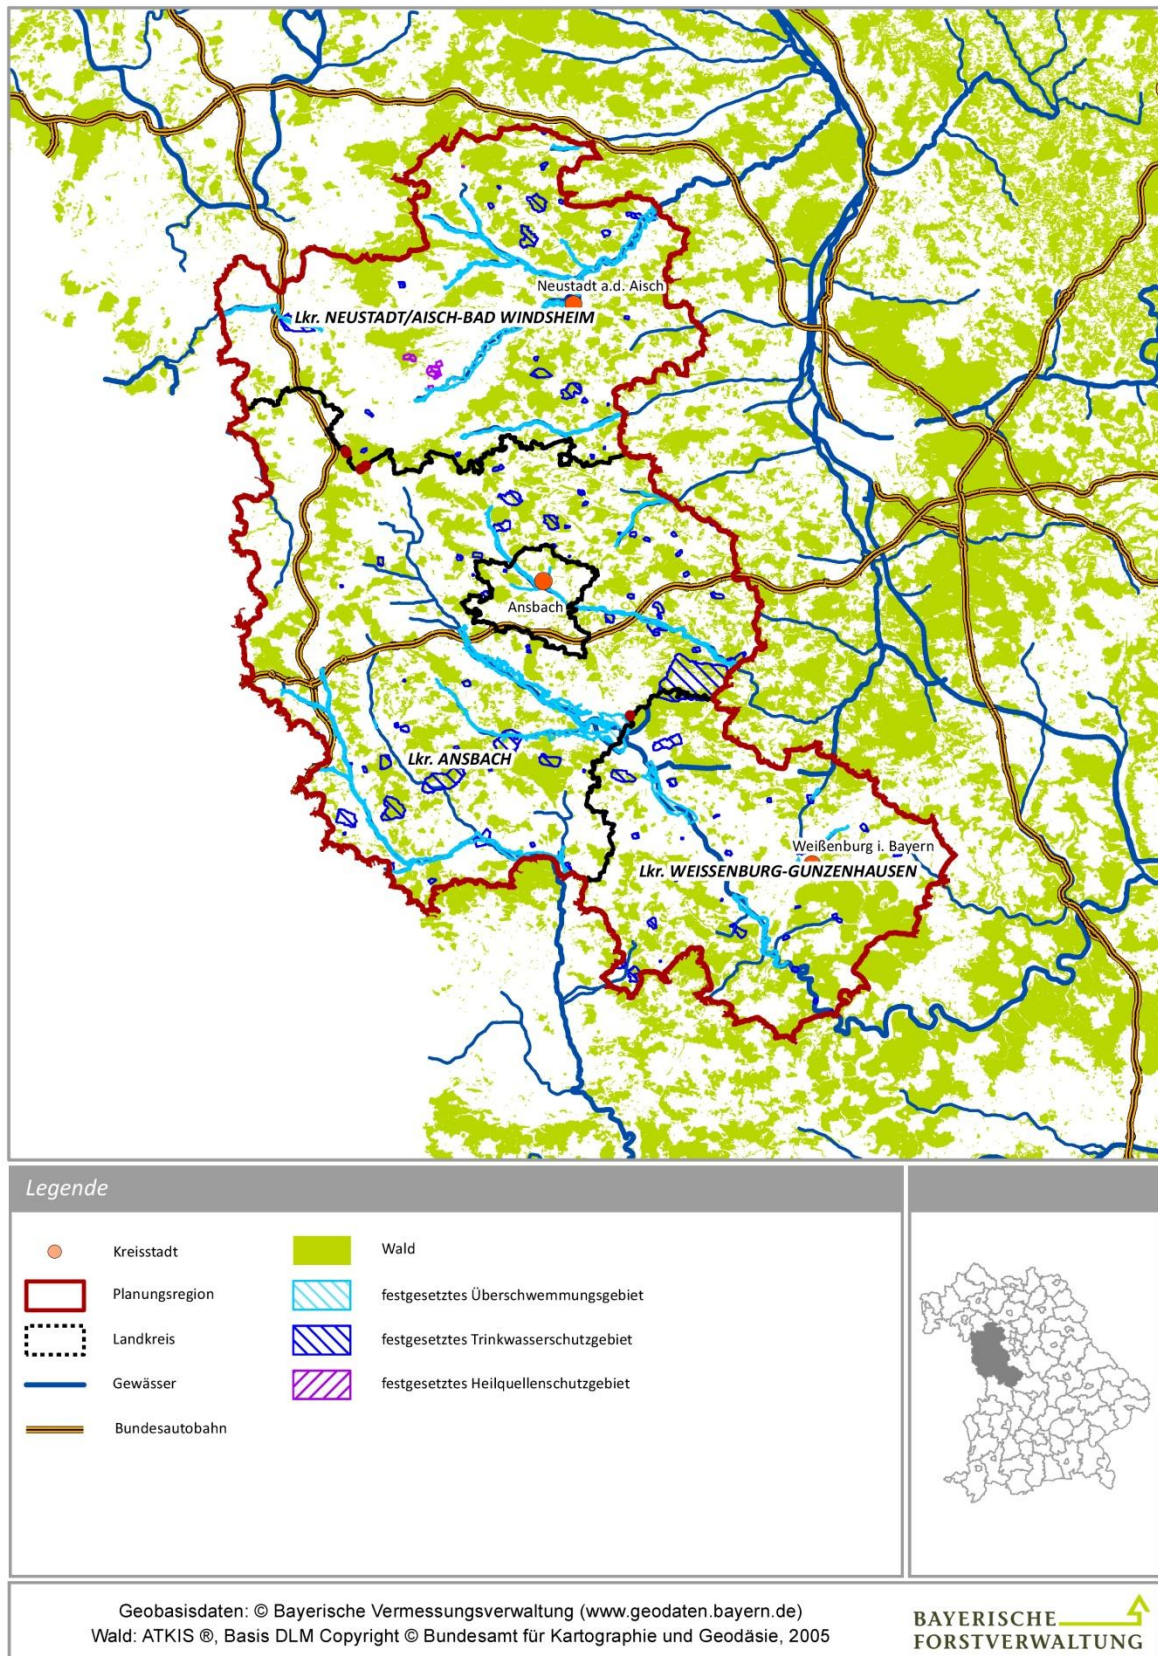 Neustadt a.d. Aisch
Lkr. NEUSTADT/AISCH-BAD WINDSHEIM
Ansbach
Lkr. ANSBACH
Weißenburg i. Bayern
Lkr. WEISSENBURG-GUNZENHAUSEN
Legende
Kreisstadt
Planungsregion
Landkreis
Gewässer
Bundesautobahn
Wald
festgesetztes Überschwemmungsgebiet
festgesetztes Trinkwasserschutzgebiet
festgesetztes Heilquellenschutzgebiet
Geobasisdaten: © Bayerische Vermessungsverwaltung (www.geodaten.bayern.de)
Wald: ATKIS ®, Basis DLM Copyright © Bundesamt für Kartographie und Geodäsie, 2005
BAYERISCHE
FORSTVERWALTUNG